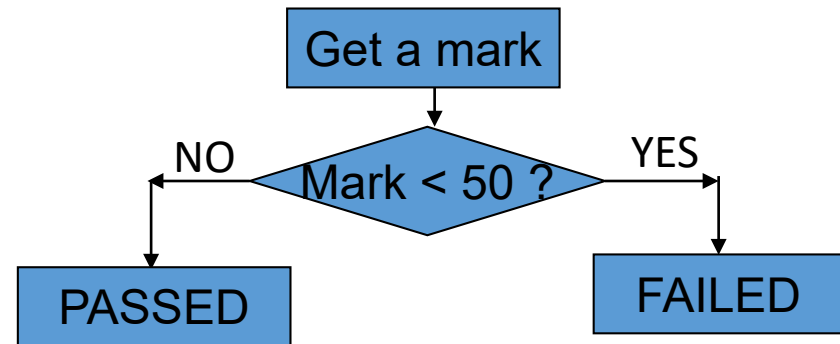 Get a mark
NO
YES
Mark < 50 ?
PASSED
FAILED